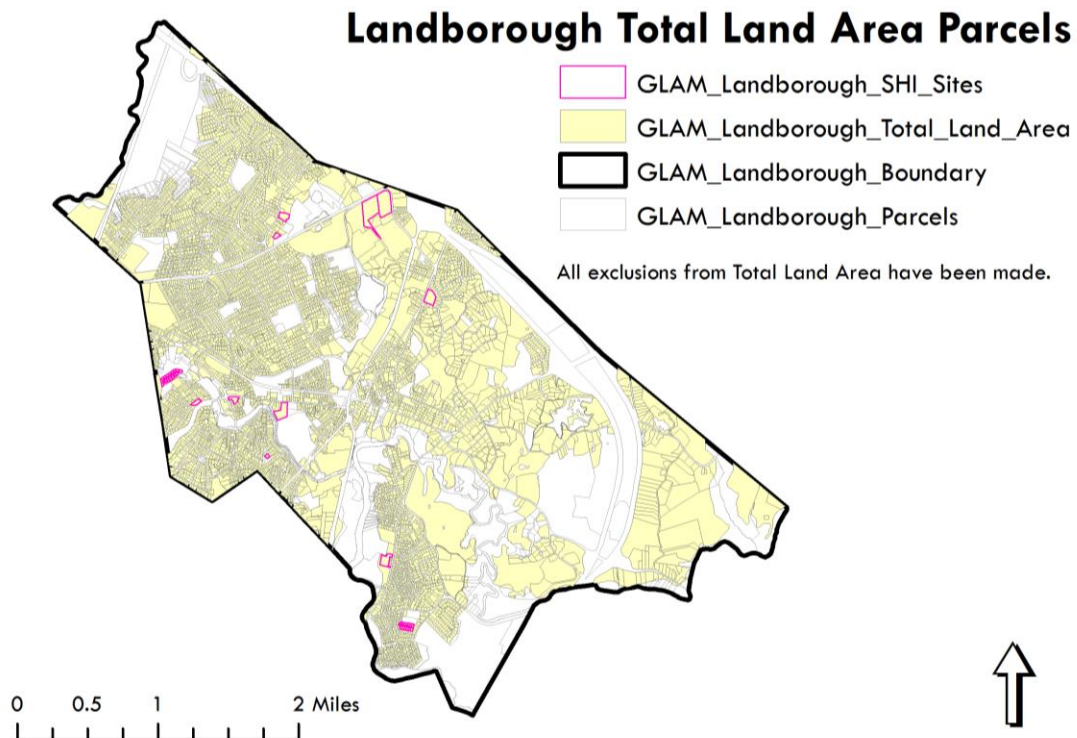 Landborough Total Land Area Parcels
GLAM_Landborough_SHI_Sites
GLAM_Landborough_Total_Land_Area
GLAM_Landborough_Boundary
GLAM_Landborough_Parcels
All exclusions from Total Land Area have been made.
0 0.5 1 2 Miles